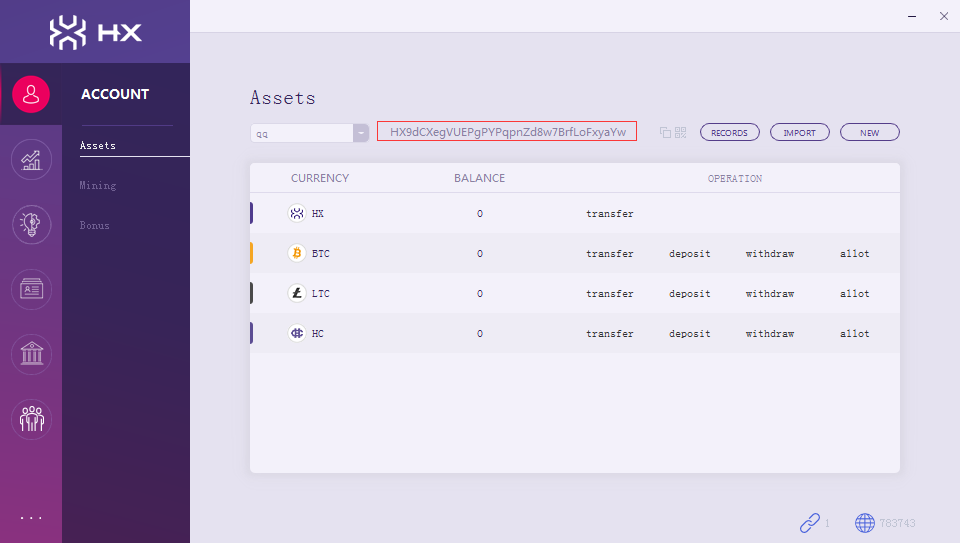 HX
ACCOUNT
Assets
Mining
Bonus
...
Assets
qq
HX9dCXegVUEPgPYPqpnZd8w7BrfLoFxyaYw
RECORDS
IMPORT
NEW
CURRENCY BALANCE OPERATION
HX 0 transfer
BTC 0 transfer deposit withdraw allot
LTC 0 transfer deposit withdraw allot
HC 0 transfer deposit withdraw allot
1
783743